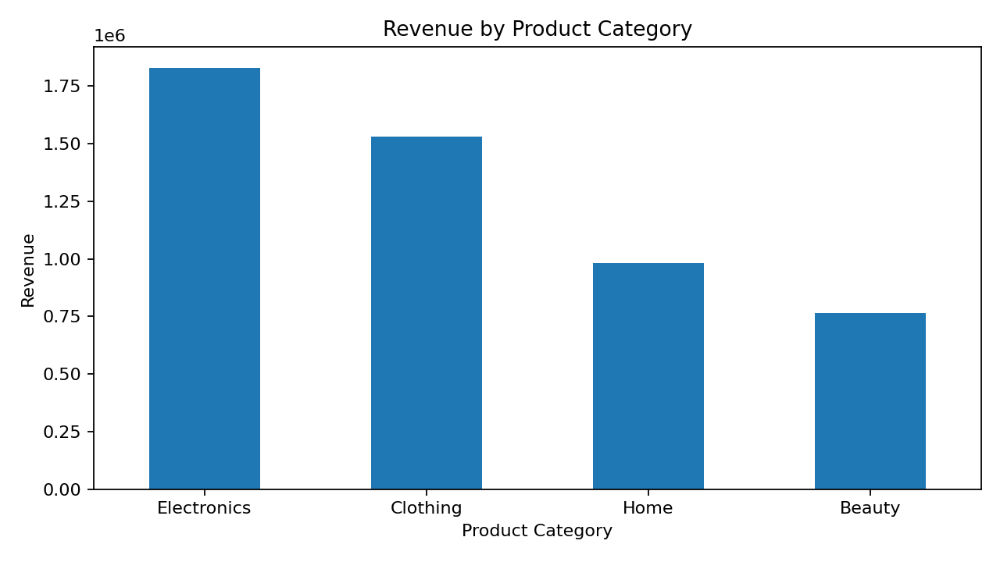 Revenue by Product Category
1e6
1.75
1.50
1.25
1.00
0.75
0.50
0.25
0.00
Revenue
Electronics Clothing Home Beauty
Product Category